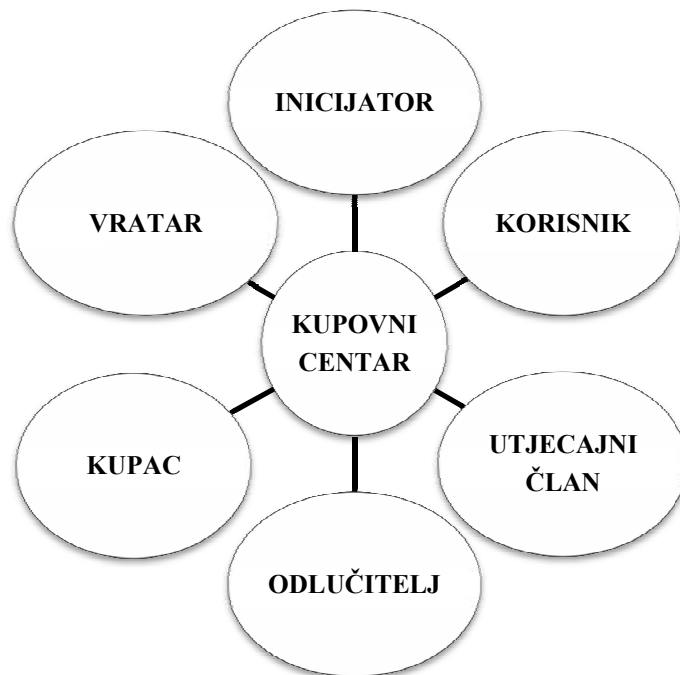 INICIJATOR
VRATAR
KORISNIK
KUPOVNI
CENTAR
KUPAC
UTJECAJNI
ČLAN
ODLUČITELJ